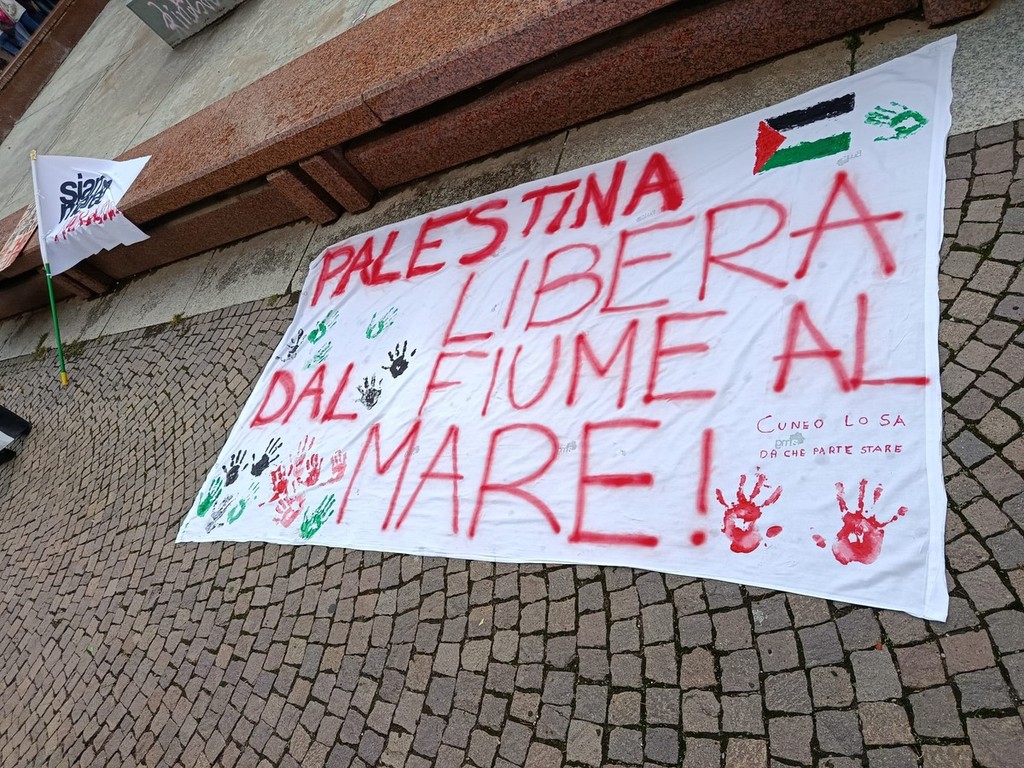 PALESTINA
LIBERA
DAL FIUME AL
MARE!
CUNEO LO SA
DA CHE PARTE STARE